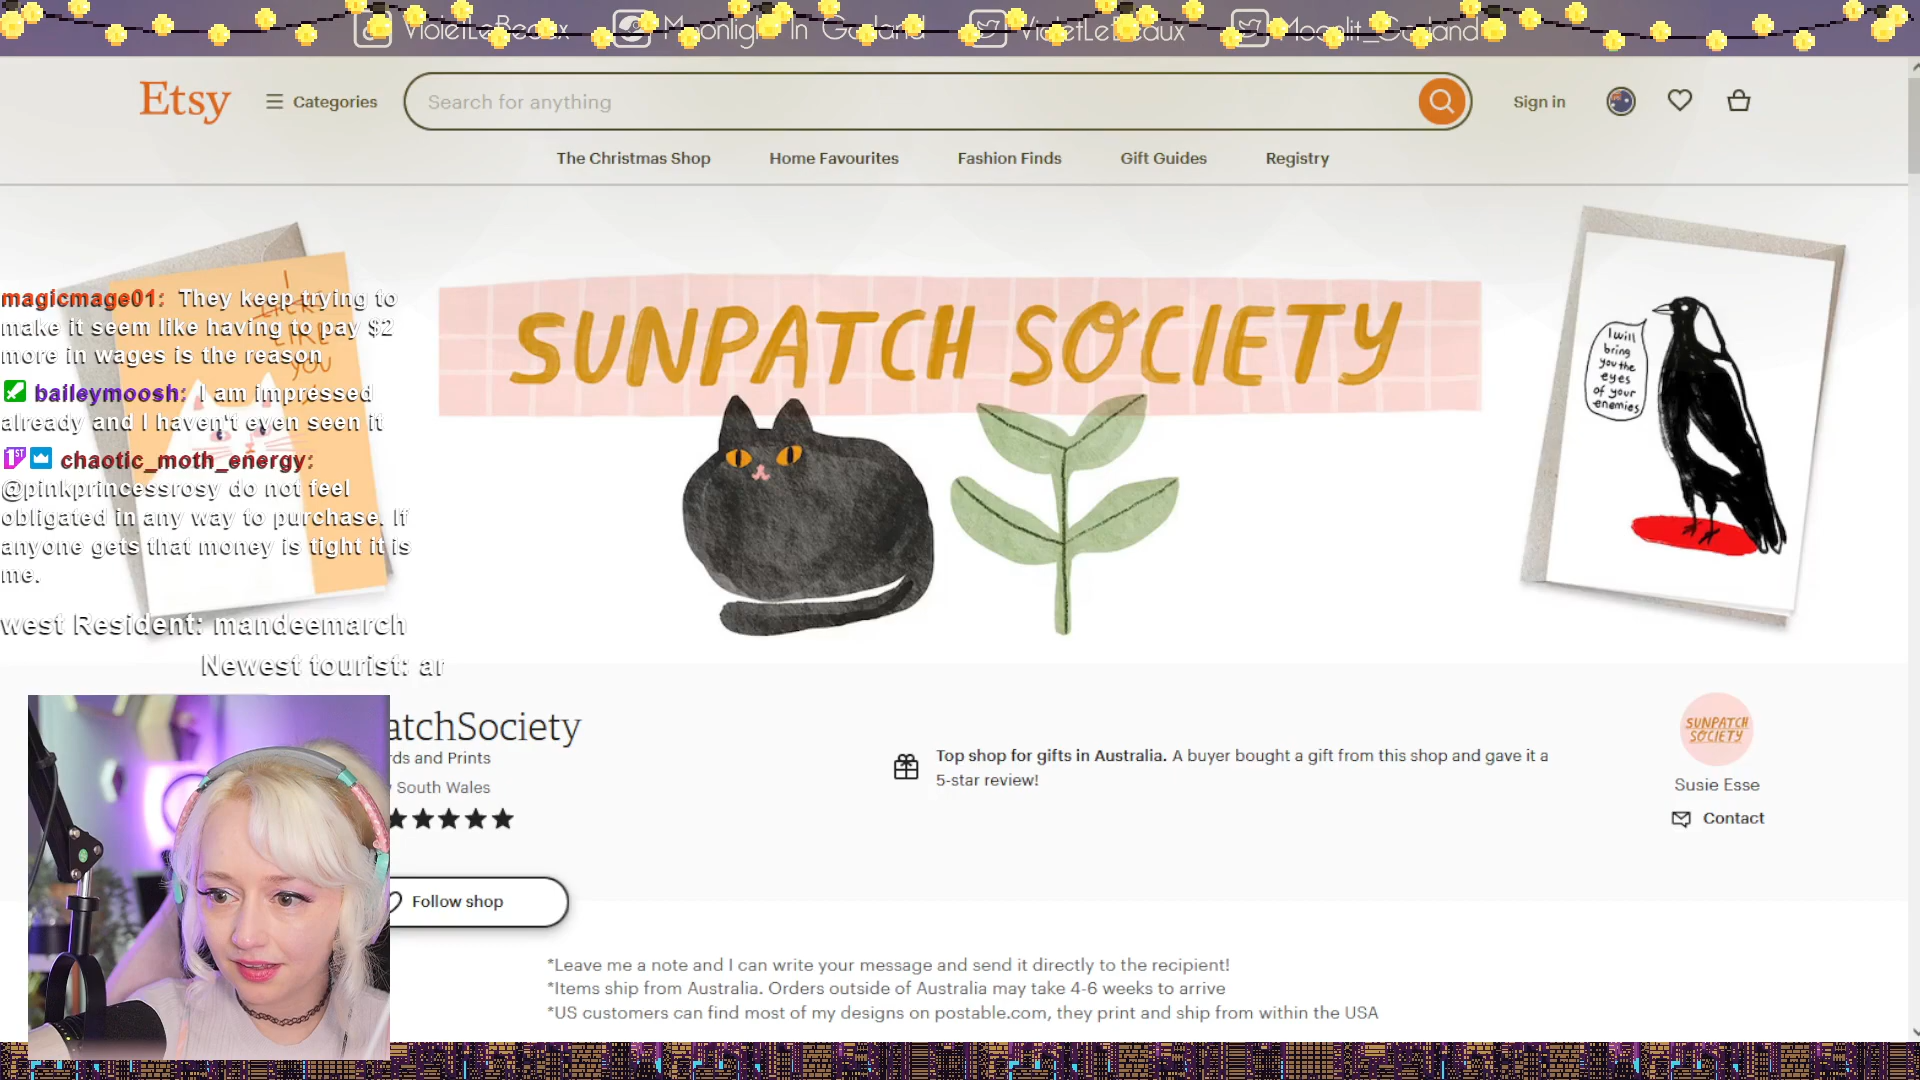 VioletLeBeaux
Moonlight In Garland
VioletLeBeaux
Moonlit_Garland
Etsy
Categories
Search for anything
Sign in
The Christmas Shop
Home Favourites
Fashion Finds
Gift Guides
Registry
I
LIKE
YOU
magicmage01: They keep trying to
make it seem like having to pay $2
more in wages is the reason
baileymoosh: I am impressed
already and I haven't even seen it
1ST chaotic_moth_energy:
@pinkprincessrosy do not feel
obligated in any way to purchase. If
anyone gets that money is tight it is
me.
west Resident: mandeemarch
Newest tourist: ar
SUNPATCH SOCIETY
I will
bring
you the
eyes
of your
enemies
atchSociety
rds and Prints
South Wales
Follow shop
Top shop for gifts in Australia. A buyer bought a gift from this shop and gave it a
5-star review!
SUNPATCH
SOCIETY
Susie Esse
Contact
*Leave me a note and I can write your message and send it directly to the recipient!
*Items ship from Australia. Orders outside of Australia may take 4-6 weeks to arrive
*US customers can find most of my designs on postable.com, they print and ship from within the USA